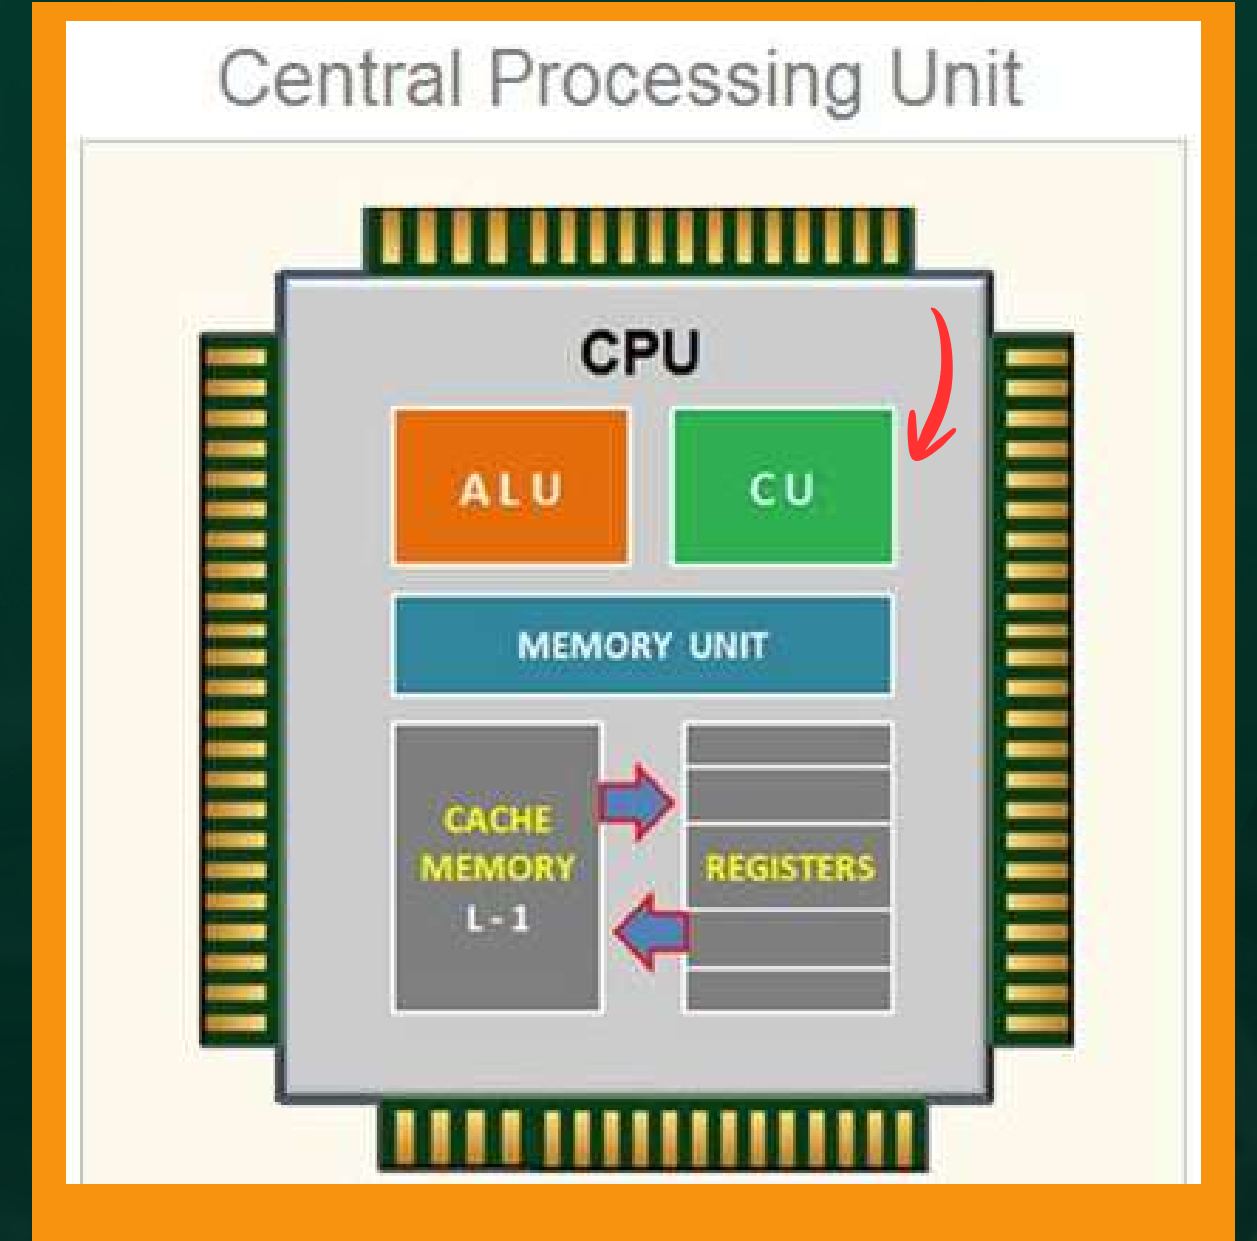 Central Processing Unit
CPU
ALU
CU
MEMORY UNIT
CACHE
MEMORY
L - 1
REGISTERS